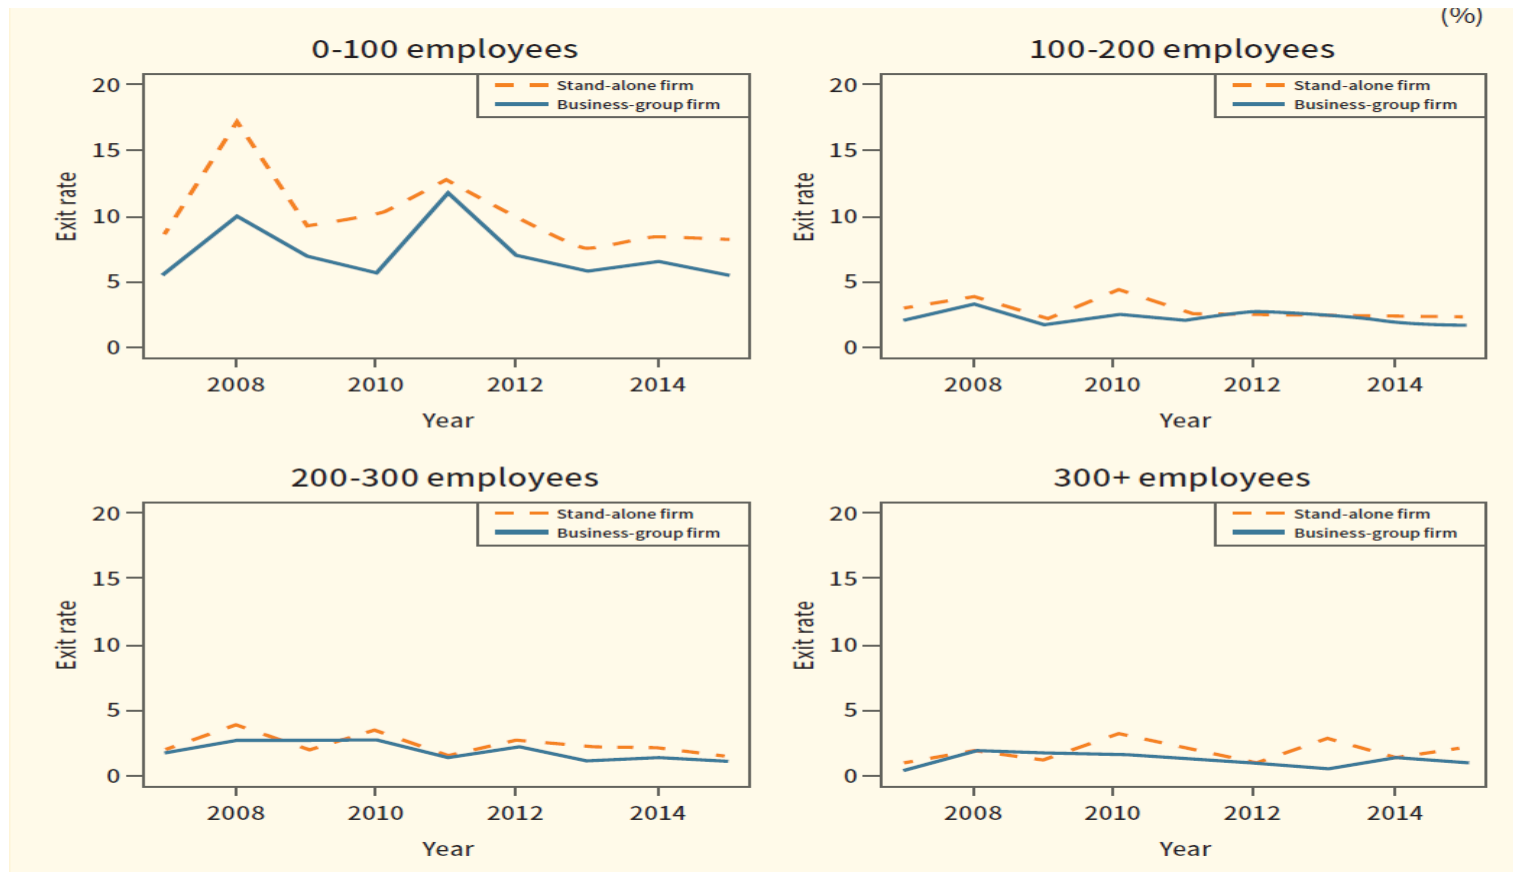 (%)
0-100 employees
Stand-alone firm
Business-group firm
20
15
10
5
0
Exit rate
2008 2010 2012 2014
Year
100-200 employees
Stand-alone firm
Business-group firm
20
15
10
5
0
Exit rate
2008 2010 2012 2014
Year
200-300 employees
Stand-alone firm
Business-group firm
20
15
10
5
0
Exit rate
2008 2010 2012 2014
Year
300+ employees
Stand-alone firm
Business-group firm
20
15
10
5
0
Exit rate
2008 2010 2012 2014
Year